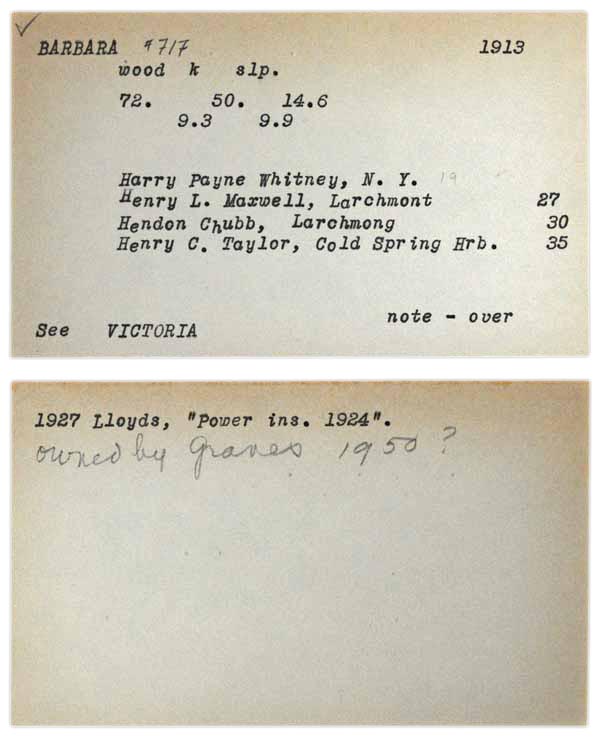 ✓
BARBARA #717 1913
wood k slp.
72. 50. 14.6
9.3 9.9
Harry Payne Whitney, N. Y. 19
Henry L. Maxwell, Larchmont 27
Hendon Chubb, Larchmong 30
Henry C. Taylor, Cold Spring Hrb. 35
note - over
See VICTORIA
1927 Lloyds, "Power ins. 1924".
owned by Graves 1950 ?